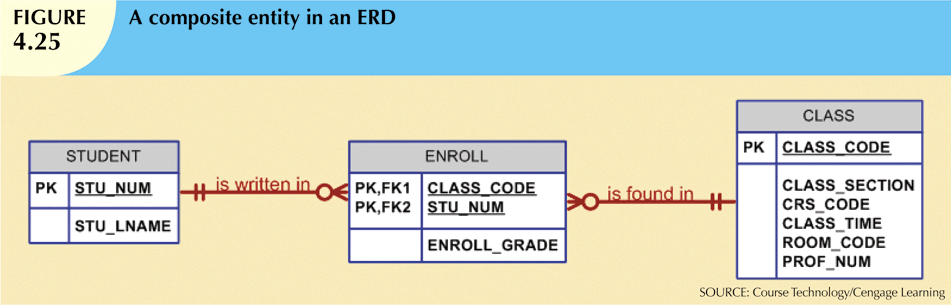 FIGURE
4.25
A composite entity in an ERD
STUDENT
PK STU_NUM
STU_LNAME
is written in
ENROLL
PK,FK1 CLASS_CODE
PK,FK2 STU_NUM
ENROLL_GRADE
is found in
CLASS
PK CLASS_CODE
CLASS_SECTION
CRS_CODE
CLASS_TIME
ROOM_CODE
PROF_NUM
SOURCE: Course Technology/Cengage Learning